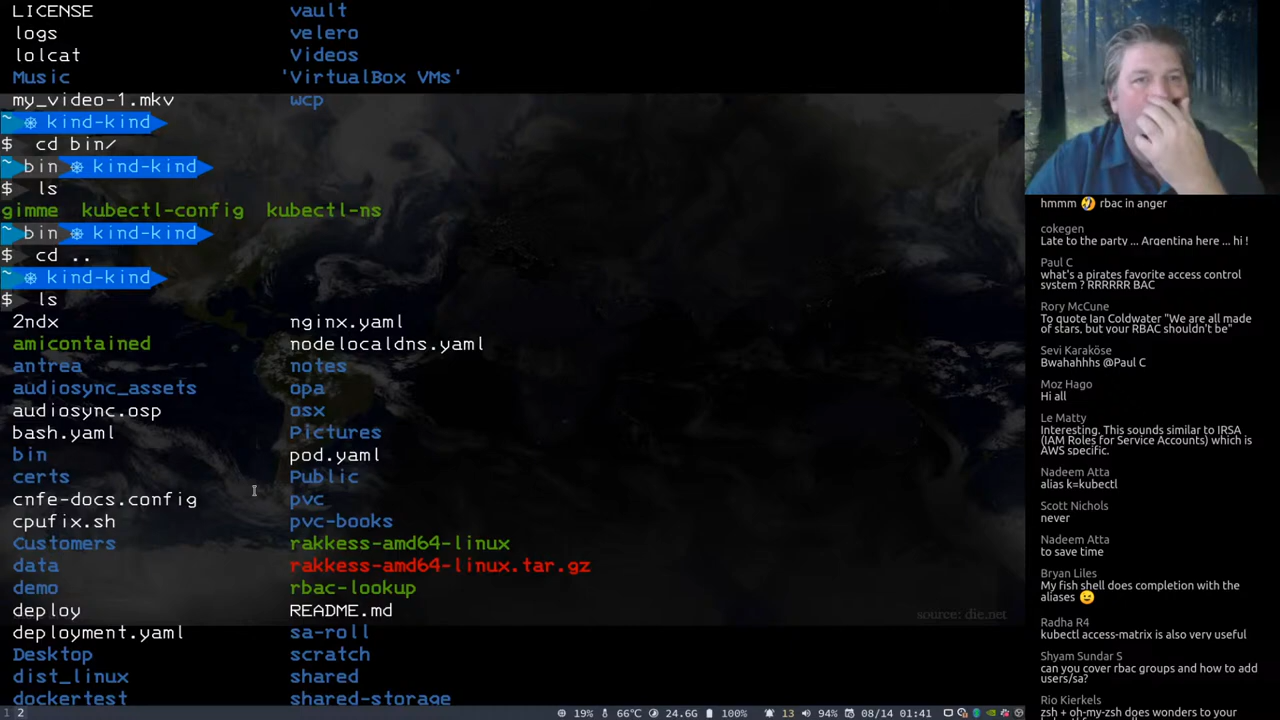 LICENSE vault
logs velero
lolcat Videos
Music 'VirtualBox VMs'
my_video-1.mkv wcp
~ ⎈ kind-kind
$ cd bin/
~ bin ⎈ kind-kind
$ ls
gimme kubectl-config kubectl-ns
~ bin ⎈ kind-kind
$ cd ..
~ ⎈ kind-kind
$ ls
2ndx nginx.yaml
amicontained nodelocaldns.yaml
antrea notes
audiosync_assets opa
audiosync.osp osx
bash.yaml Pictures
bin pod.yaml
certs Public
cnfe-docs.config pvc
cpufix.sh pvc-books
Customers rakkess-amd64-linux
data rakkess-amd64-linux.tar.gz
demo rbac-lookup
deploy README.md
deployment.yaml sa-roll
Desktop scratch
dist_linux shared
dockertest shared-storage
source: die.net
1 2
19% 66℃ 24.6G 100% 13 94% 08/14 01:41
hmmm 🤣 rbac in anger
cokegen
Late to the party ... Argentina here ... hi !
Paul C
what's a pirates favorite access control
system ? RRRRRR BAC
Rory McCune
To quote Ian Coldwater "We are all made
of stars, but your RBAC shouldn't be"
Sevi Karaköse
Bwahahhhs @Paul C
Moz Hago
Hi all
Le Matty
Interesting. This sounds similar to IRSA
(IAM Roles for Service Accounts) which is
AWS specific.
Nadeem Atta
alias k=kubectl
Scott Nichols
never
Nadeem Atta
to save time
Bryan Liles
My fish shell does completion with the
aliases 😉
Radha R4
kubectl access-matrix is also very useful
Shyam Sundar S
can you cover rbac groups and how to add
users/sa?
Rio Kierkels
zsh + oh-my-zsh does wonders to your